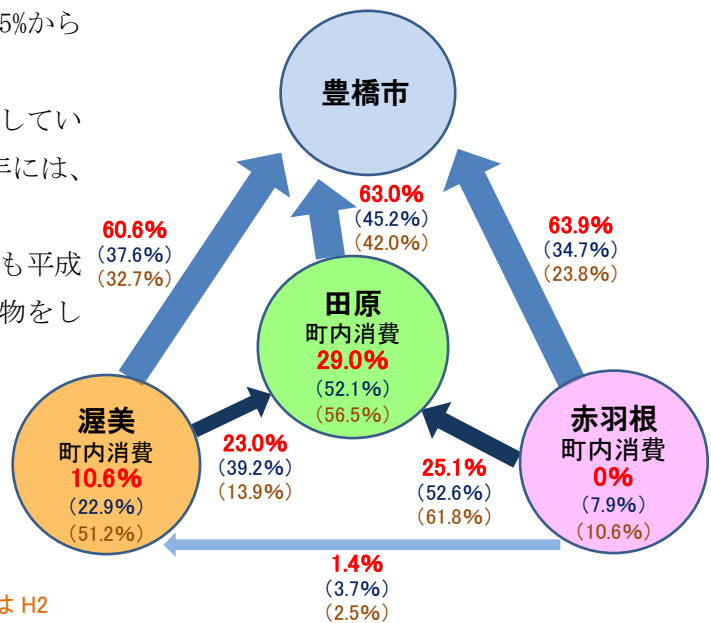 5%から
してい
年には、
も平成
物をし
豊橋市
60.6%
（37.6%）
（32.7%）
63.0%
（45.2%）
（42.0%）
63.9%
（34.7%）
（23.8%）
田原
町内消費
29.0%
（52.1%）
（56.5%）
渥美
町内消費
10.6%
（22.9%）
（51.2%）
23.0%
（39.2%）
（13.9%）
25.1%
（52.6%）
（61.8%）
赤羽根
町内消費
0%
（7.9%）
（10.6%）
1.4%
（3.7%）
（2.5%）
は H2